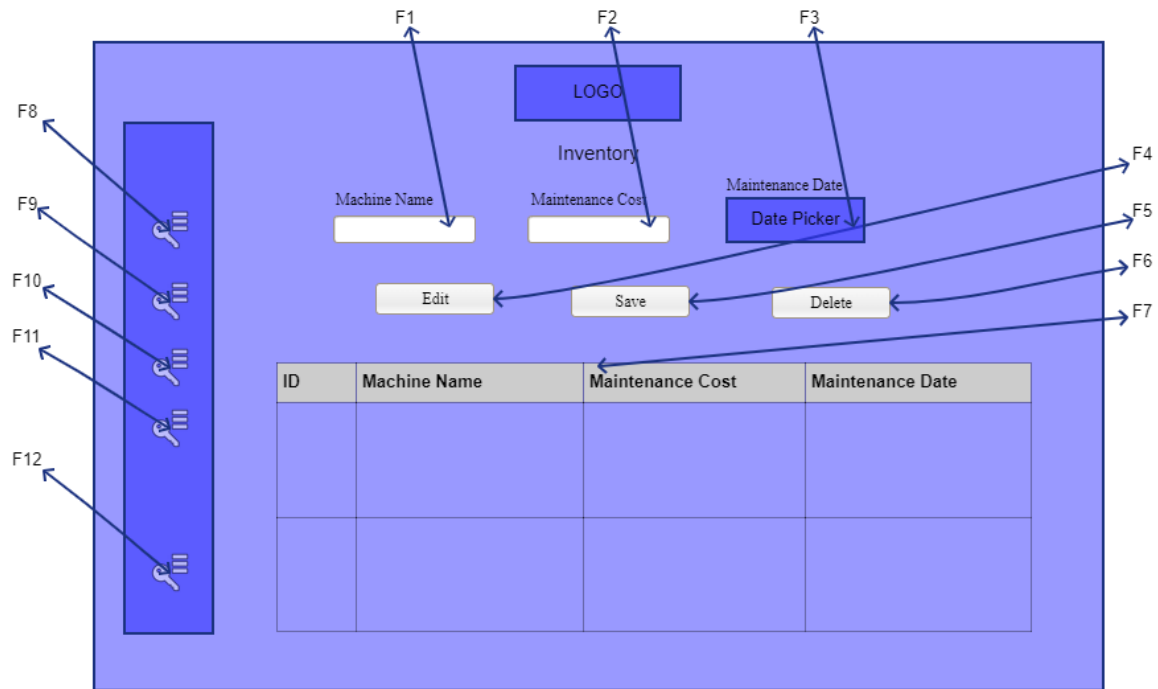 F1 F2 F3
LOGO
F8
Inventory
F4
Machine Name Maintenance Cost Maintenance Date
F9
Date Picker
F5
F10
F6
Edit Save Delete
F7
F11
ID Machine Name Maintenance Cost Maintenance Date
F12